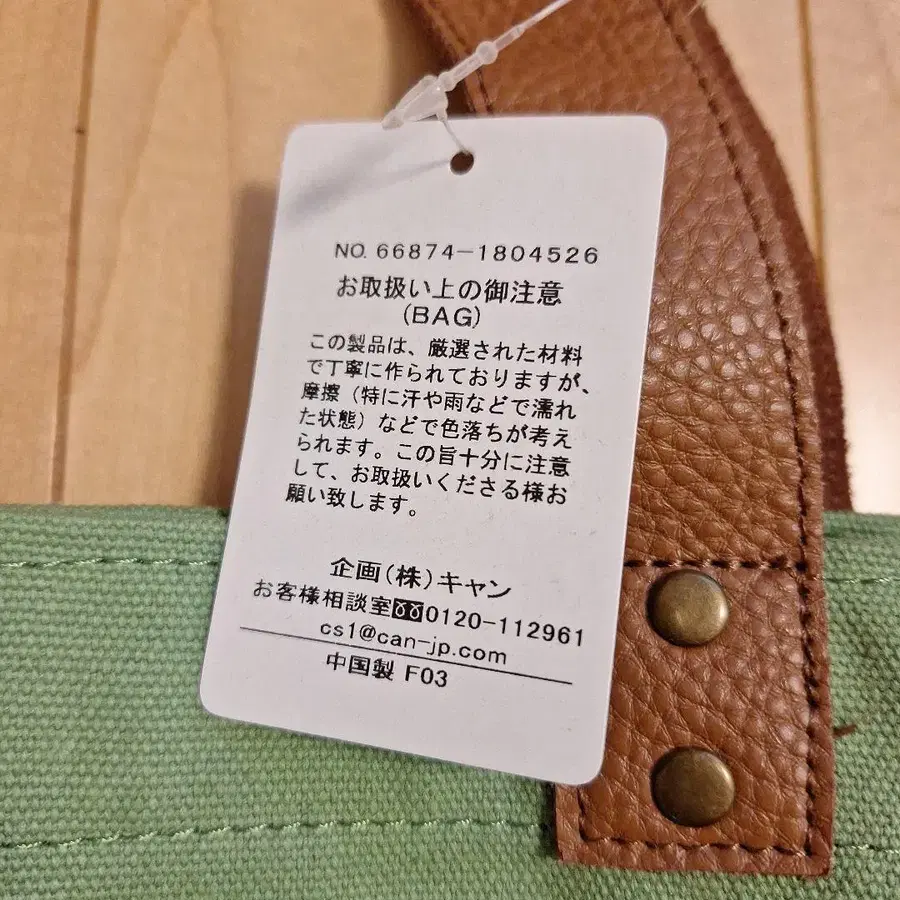 NO. 66874-1804526
お取扱い上の御注意
(BAG)
この製品は、厳選された材料
で丁寧に作られておりますが、
摩擦（特に汗や雨などで濡れ
た状態）などで色落ちが考え
られます。この旨十分に注意
して、お取扱いくださる様お
願い致します。
企画(株)キャン
お客様相談室0120-112961
cs1@can-jp.com
中国製 F03